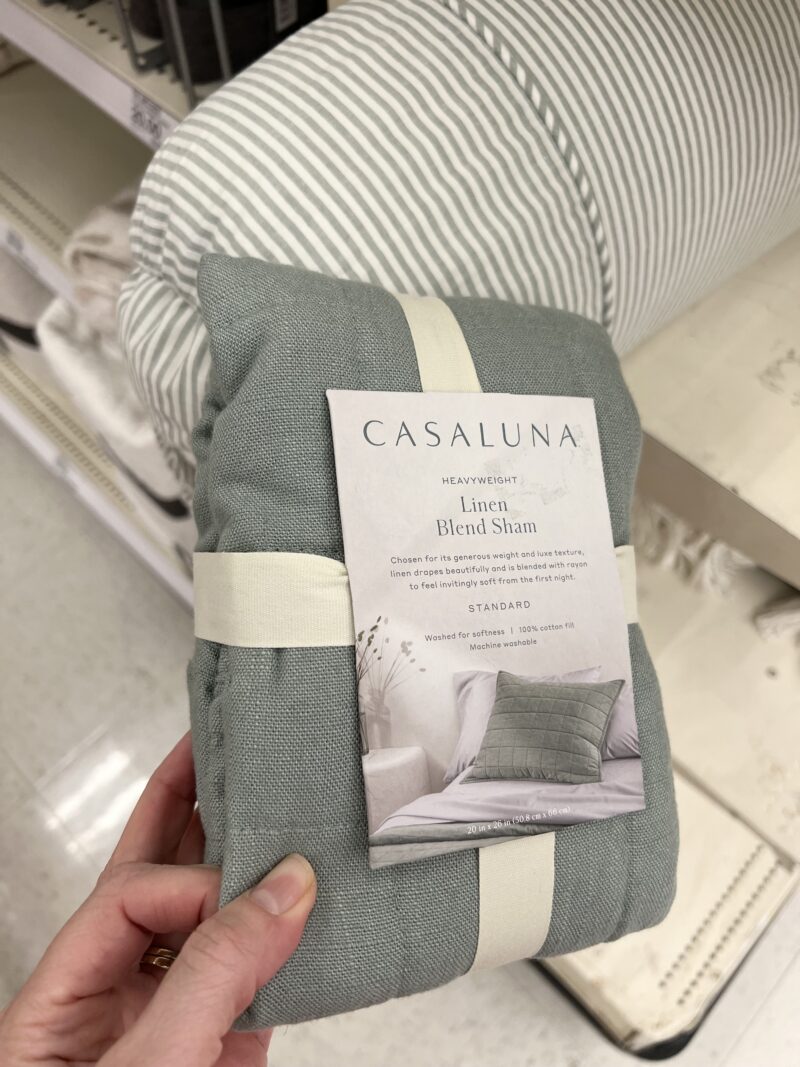 CASALUNA
HEAVYWEIGHT
Linen
Blend Sham
Chosen for its generous weight and luxe texture,
linen drapes beautifully and is blended with rayon
to feel invitingly soft from the first night.
STANDARD
Washed for softness | 100% cotton fill
Machine washable
20 in x 26 in (50.8 cm x 66 cm)